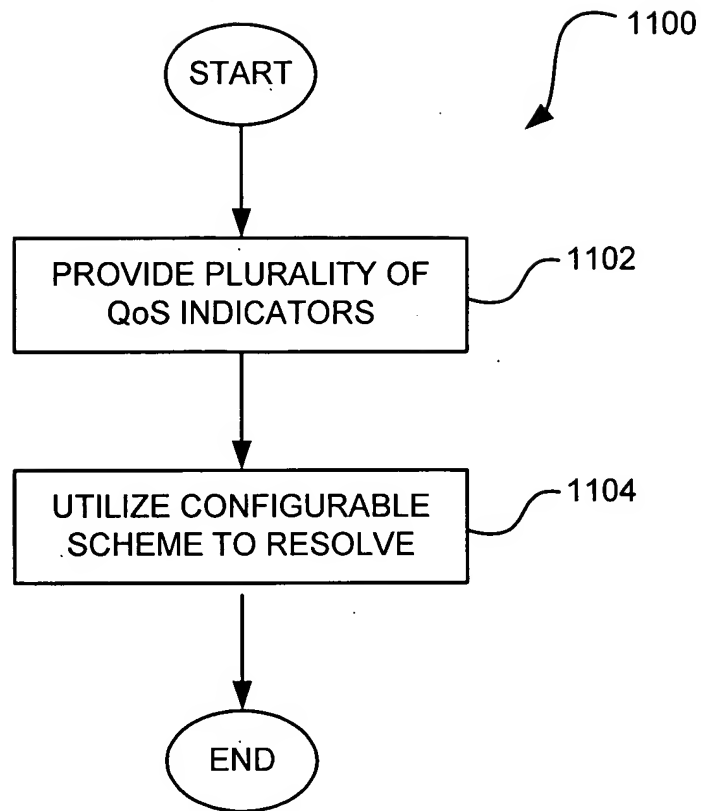 1100
START
PROVIDE PLURALITY OF
QoS INDICATORS
1102
UTILIZE CONFIGURABLE
SCHEME TO RESOLVE
1104
END